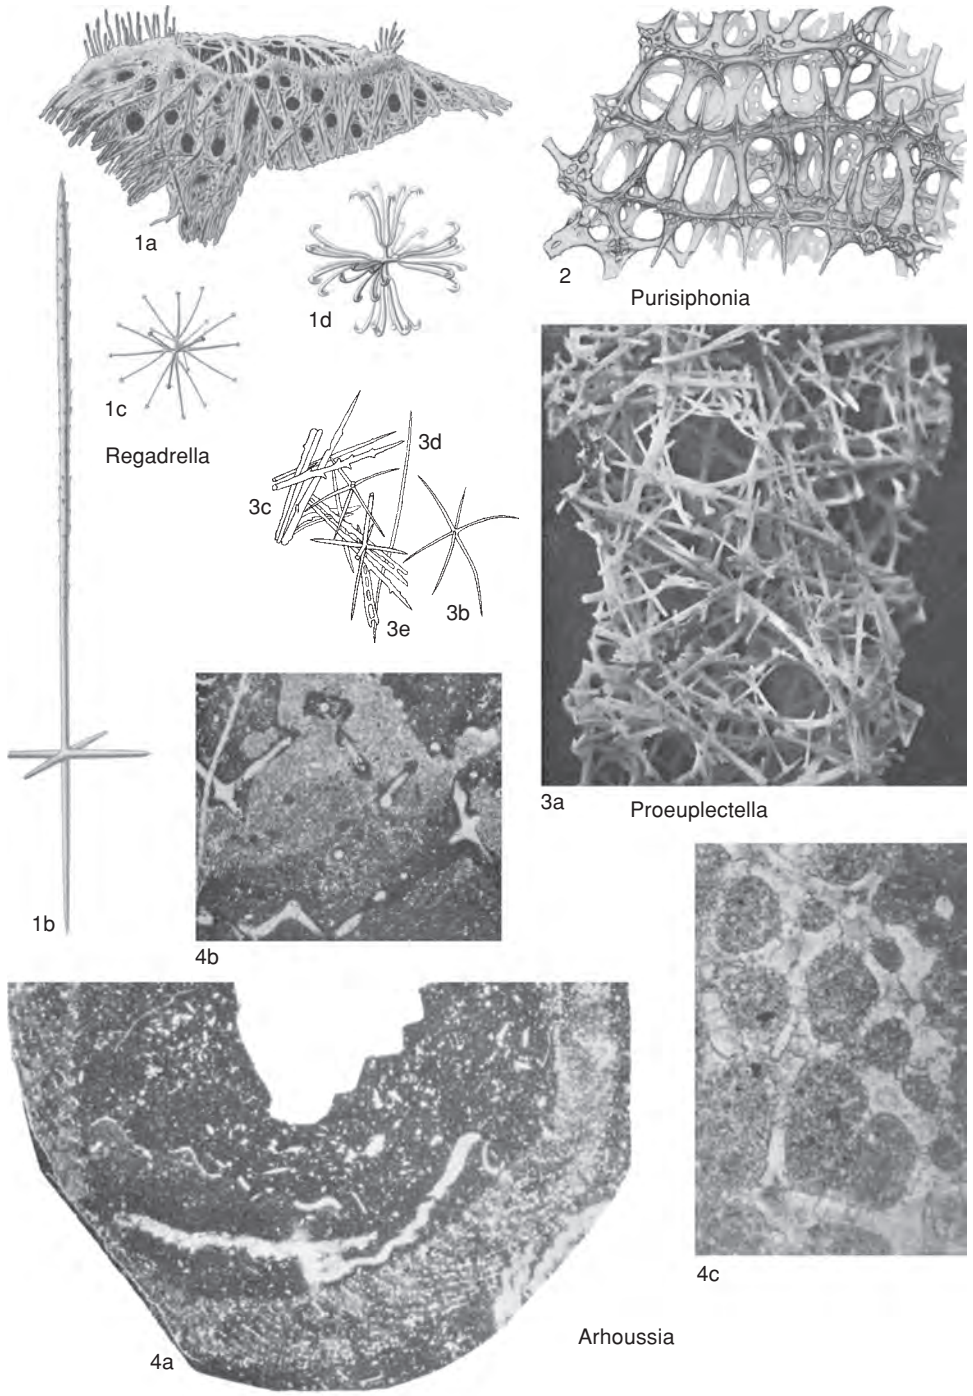 1a
1d
2
Purisiphonia
1c
Regadrella
3d
3c
3b
3e
3a
Proeuplectella
1b
4b
4c
Arhoussia
4a